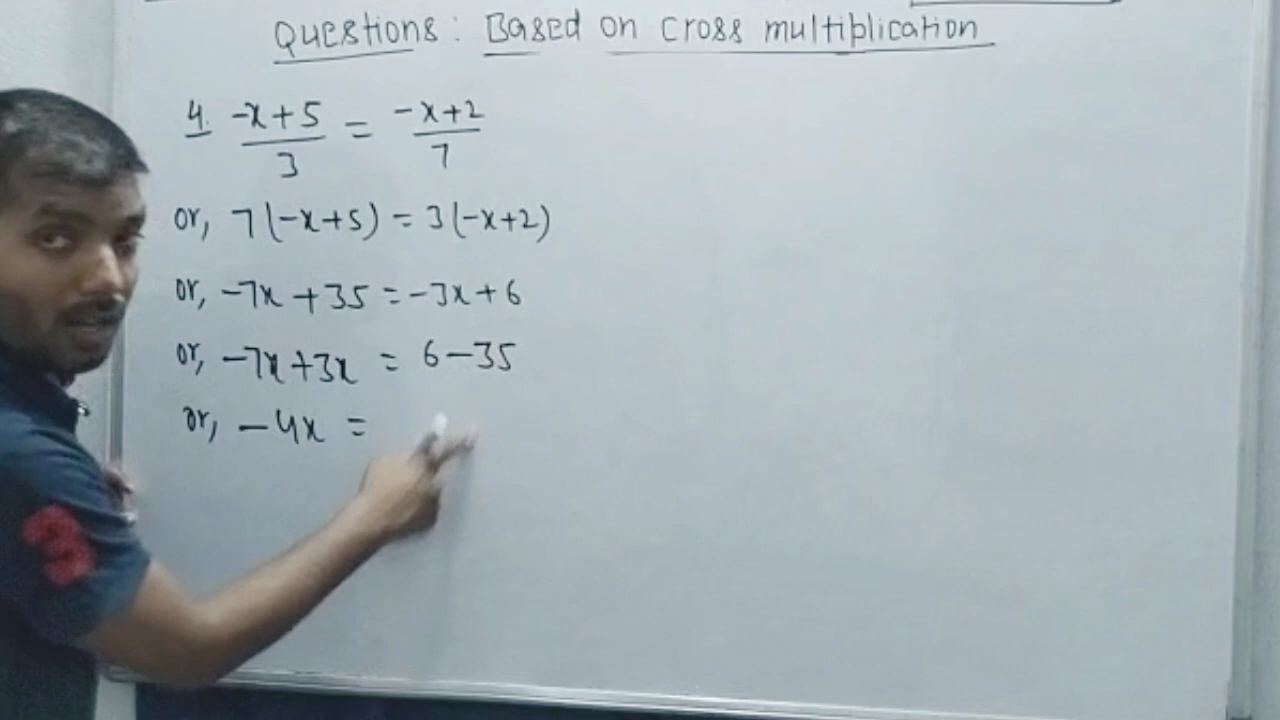 Questions : Based on cross multiplication
4. (-x+5)/3 = (-x+2)/7
or, 7(-x+5) = 3(-x+2)
or, -7x + 35 = -3x + 6
or, -7x + 3x = 6 - 35
or, -4x =
3